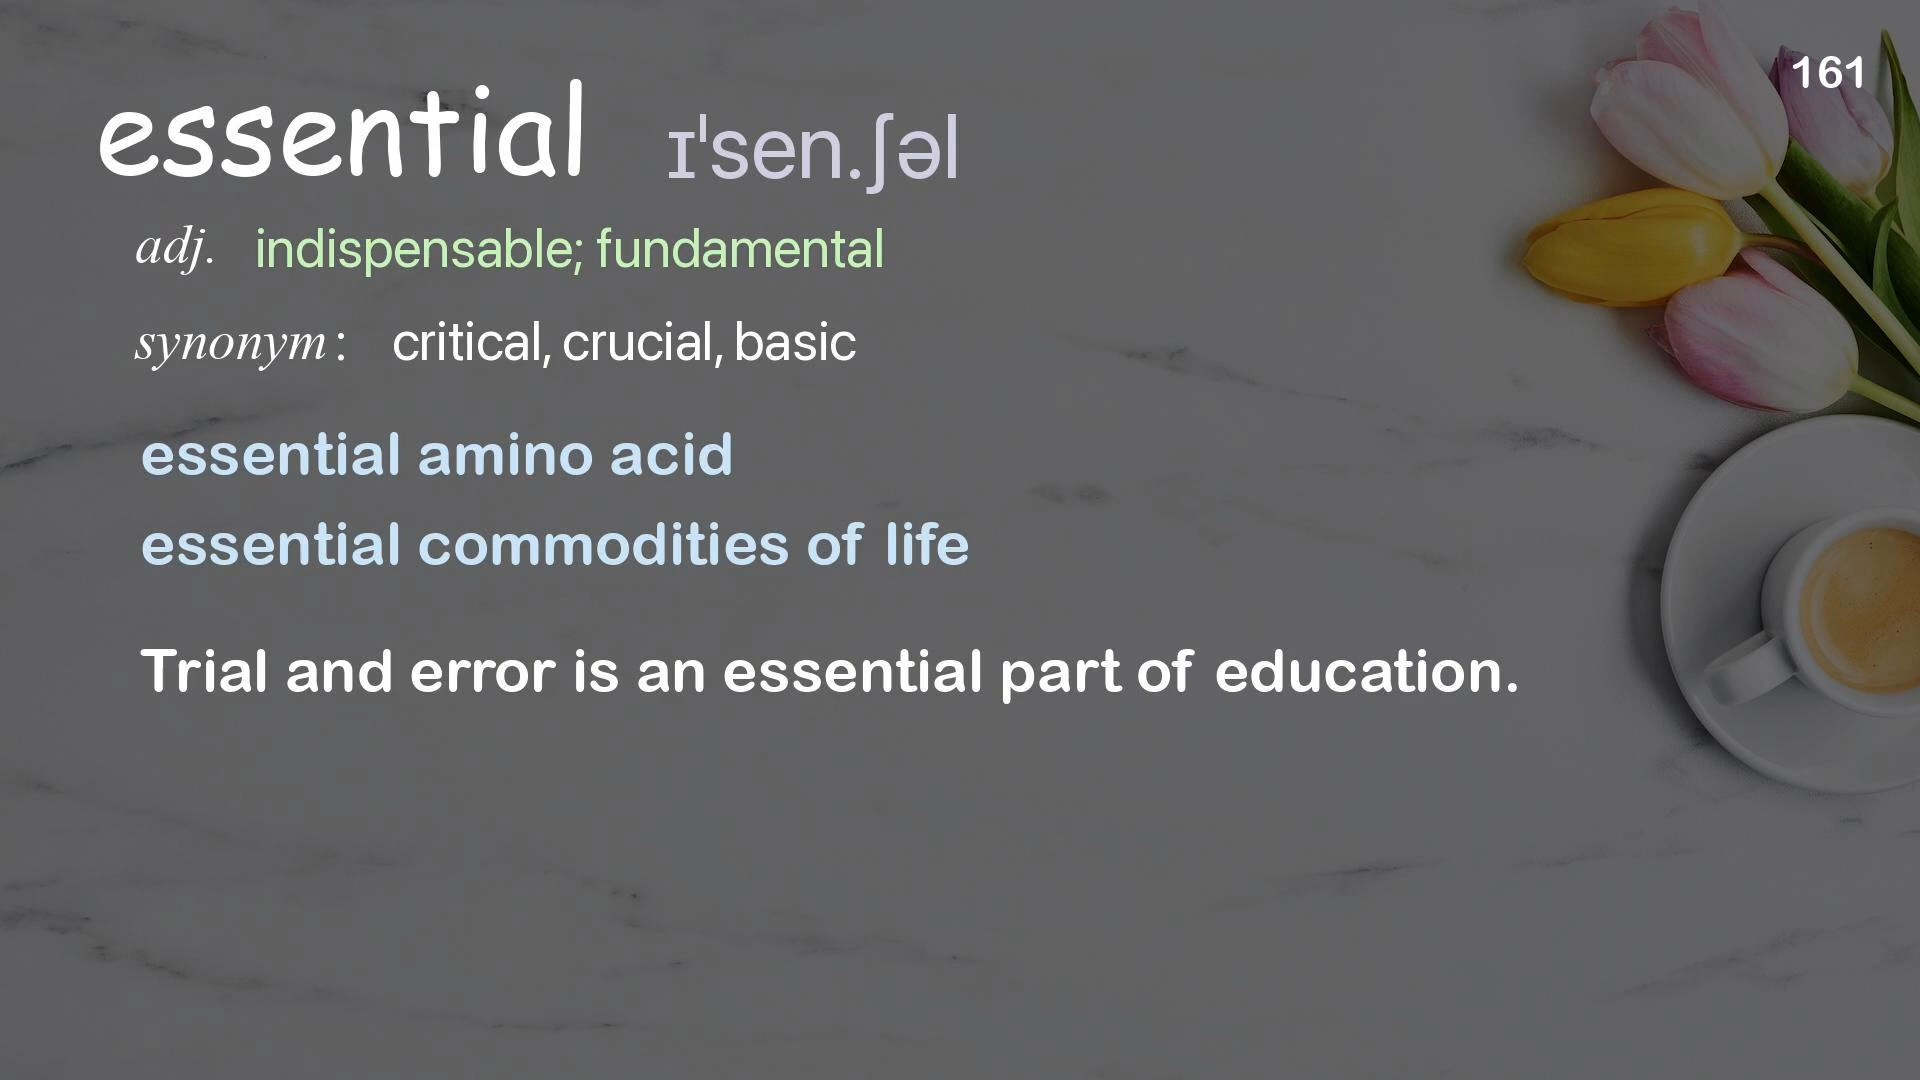 161
essential ɪˈsen.ʃəl
adj. indispensable; fundamental
synonym: critical, crucial, basic
essential amino acid
essential commodities of life
Trial and error is an essential part of education.